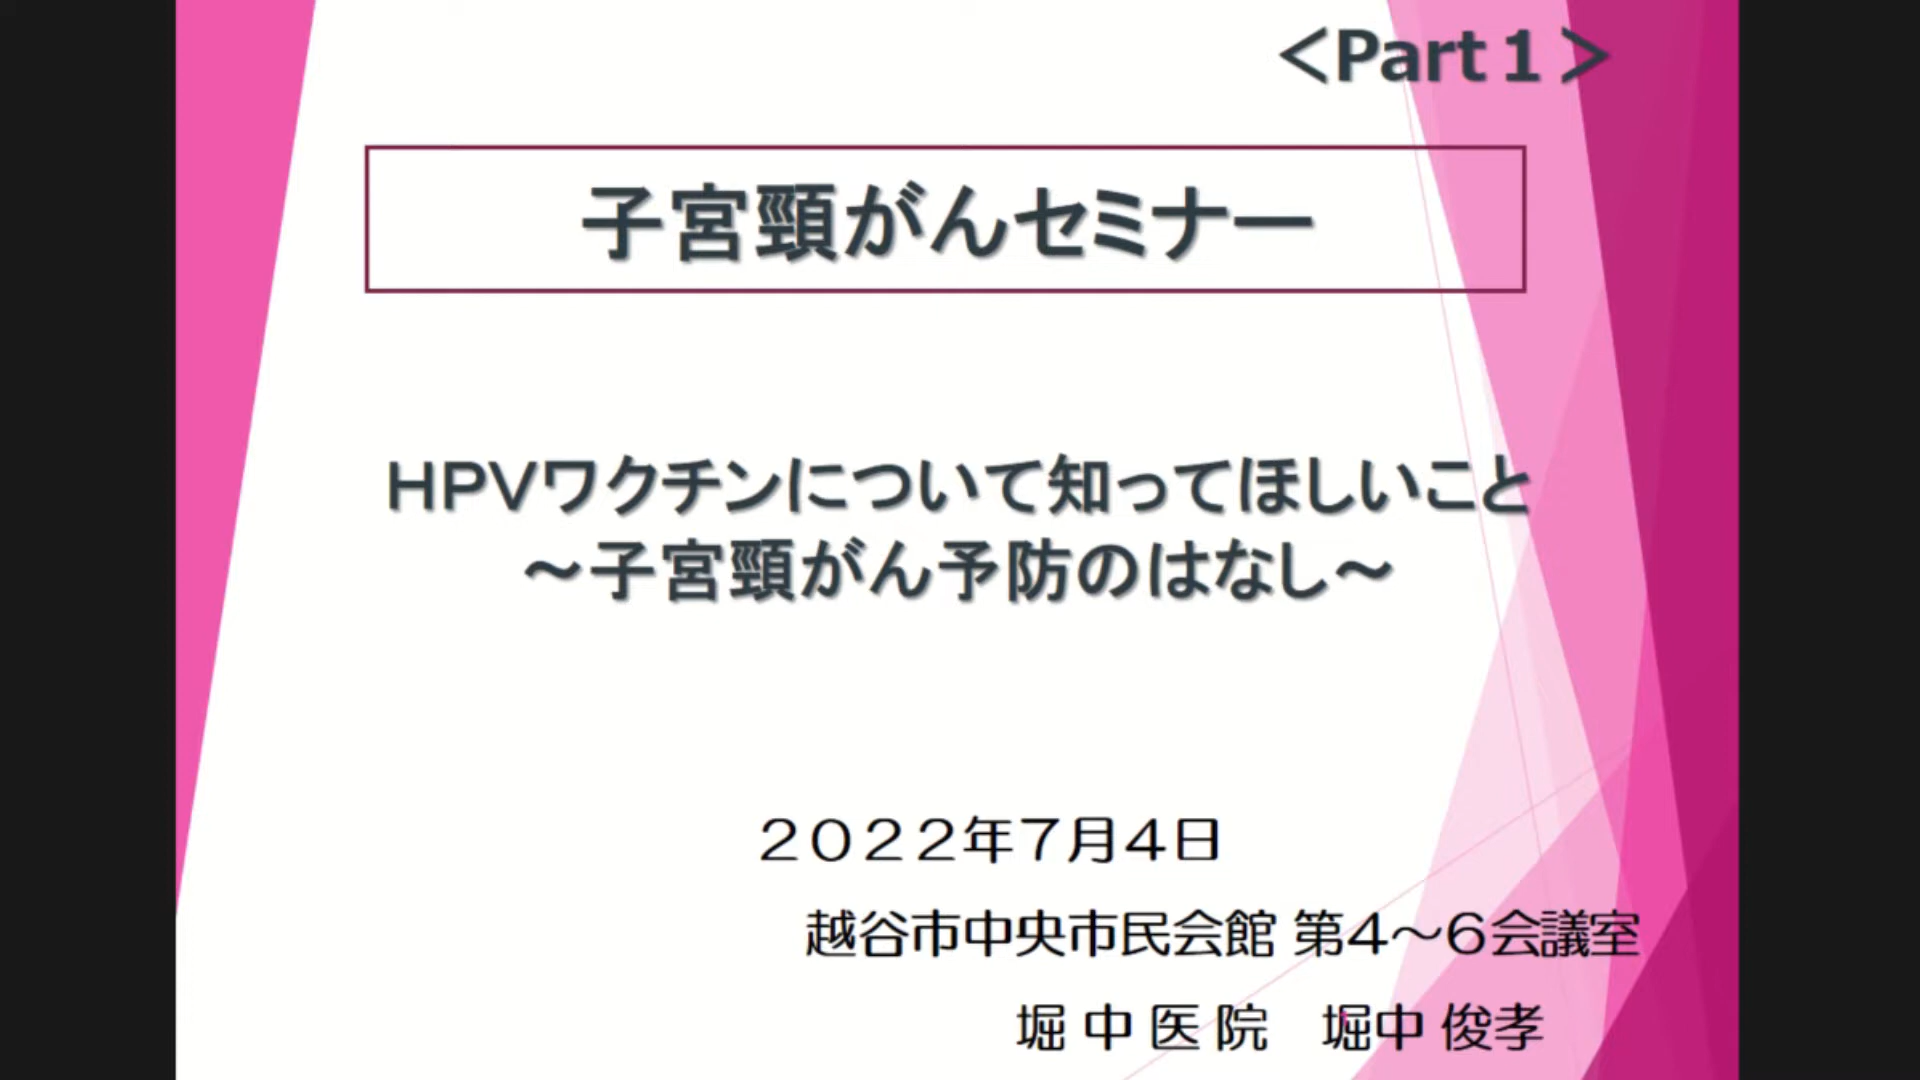 ＜Part１＞
子宮頸がんセミナー
HPVワクチンについて知ってほしいこと
～子宮頸がん予防のはなし～
２０２２年７月４日
越谷市中央市民会館 第４～６会議室
堀 中 医 院　堀中 俊孝